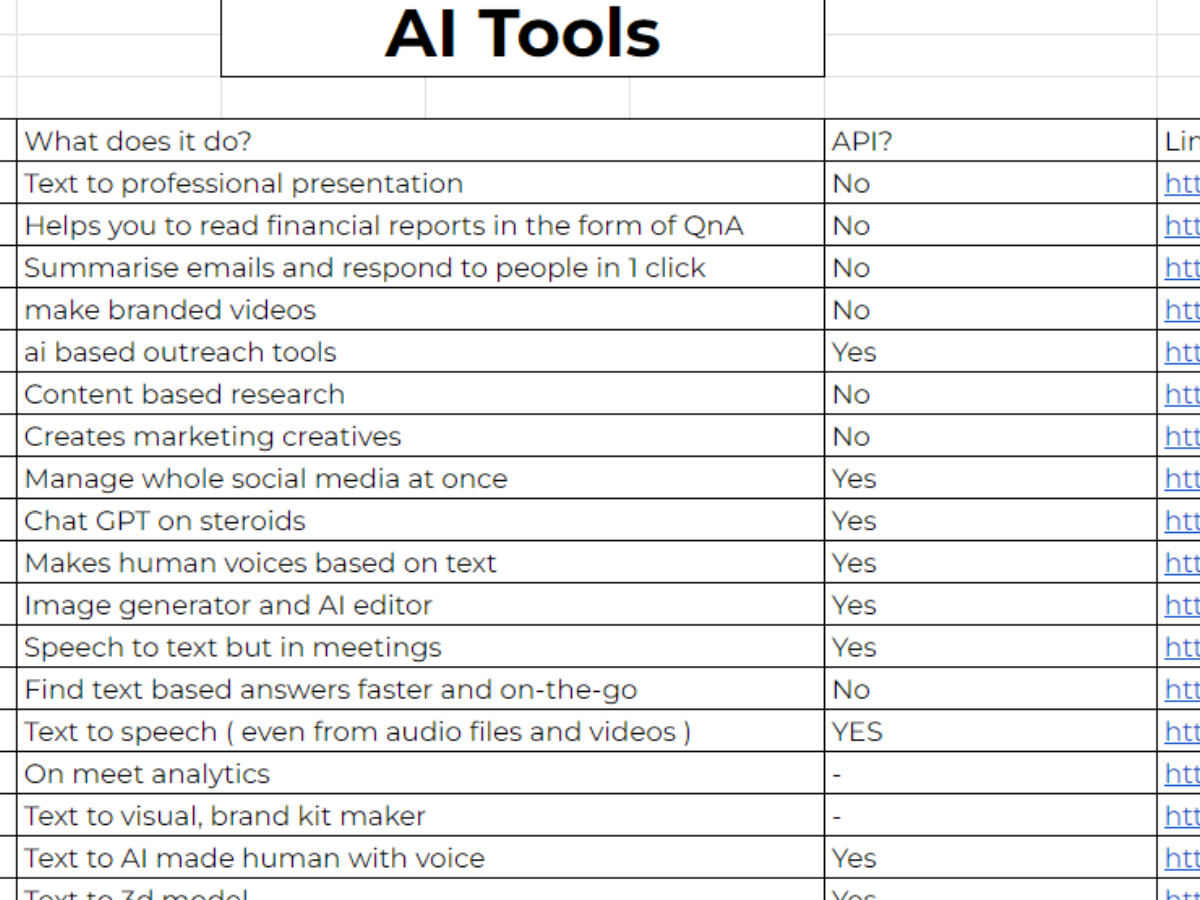 AI Tools
What does it do? API? Lin
Text to professional presentation No htt
Helps you to read financial reports in the form of QnA No htt
Summarise emails and respond to people in 1 click No htt
make branded videos No htt
ai based outreach tools Yes htt
Content based research No htt
Creates marketing creatives No htt
Manage whole social media at once Yes htt
Chat GPT on steroids Yes htt
Makes human voices based on text Yes htt
Image generator and AI editor Yes htt
Speech to text but in meetings Yes htt
Find text based answers faster and on-the-go No htt
Text to speech ( even from audio files and videos ) YES htt
On meet analytics - htt
Text to visual, brand kit maker - htt
Text to AI made human with voice Yes htt
Text to 3d model Yes htt